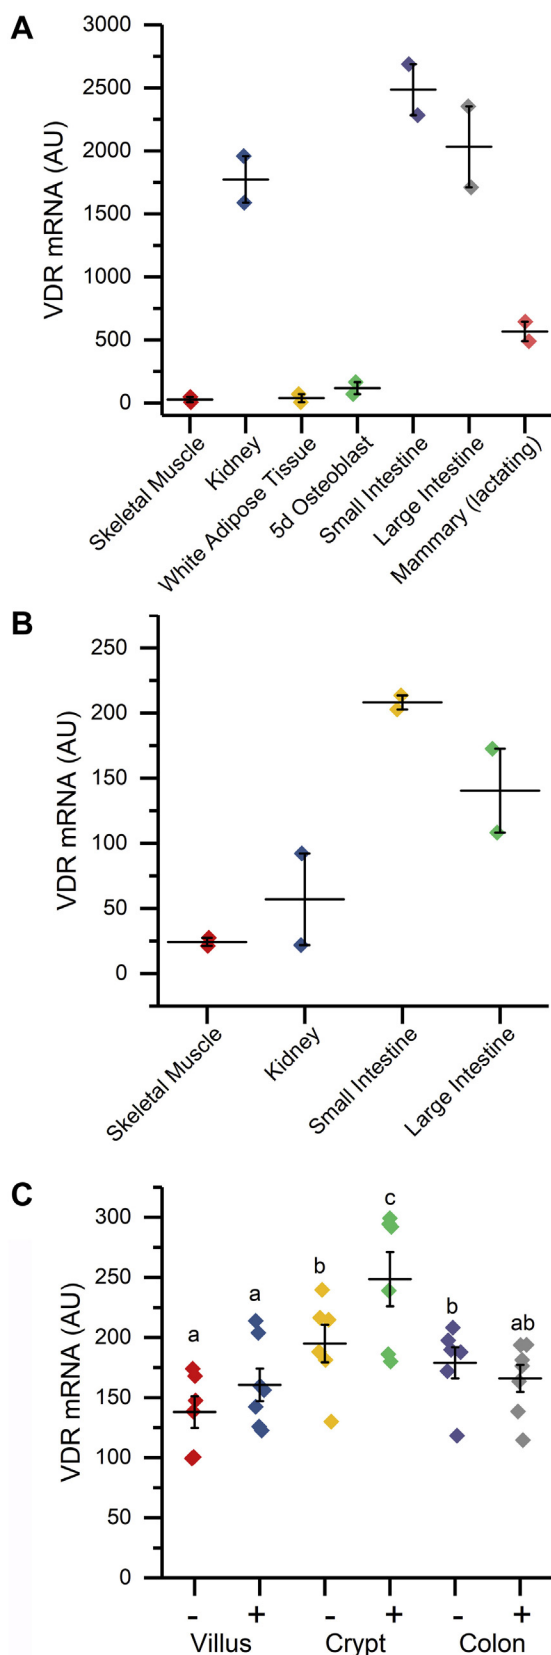 A
VDR mRNA (AU)
3000
2500
2000
1500
1000
500
0
Skeletal Muscle
Kidney
White Adipose Tissue
5d Osteoblast
Small Intestine
Large Intestine
Mammary (lactating)
B
VDR mRNA (AU)
250
200
150
100
50
0
Skeletal Muscle
Kidney
Small Intestine
Large Intestine
C
VDR mRNA (AU)
300
250
200
150
100
50
0
a
a
b
c
b
ab
- + - + - +
Villus Crypt Colon